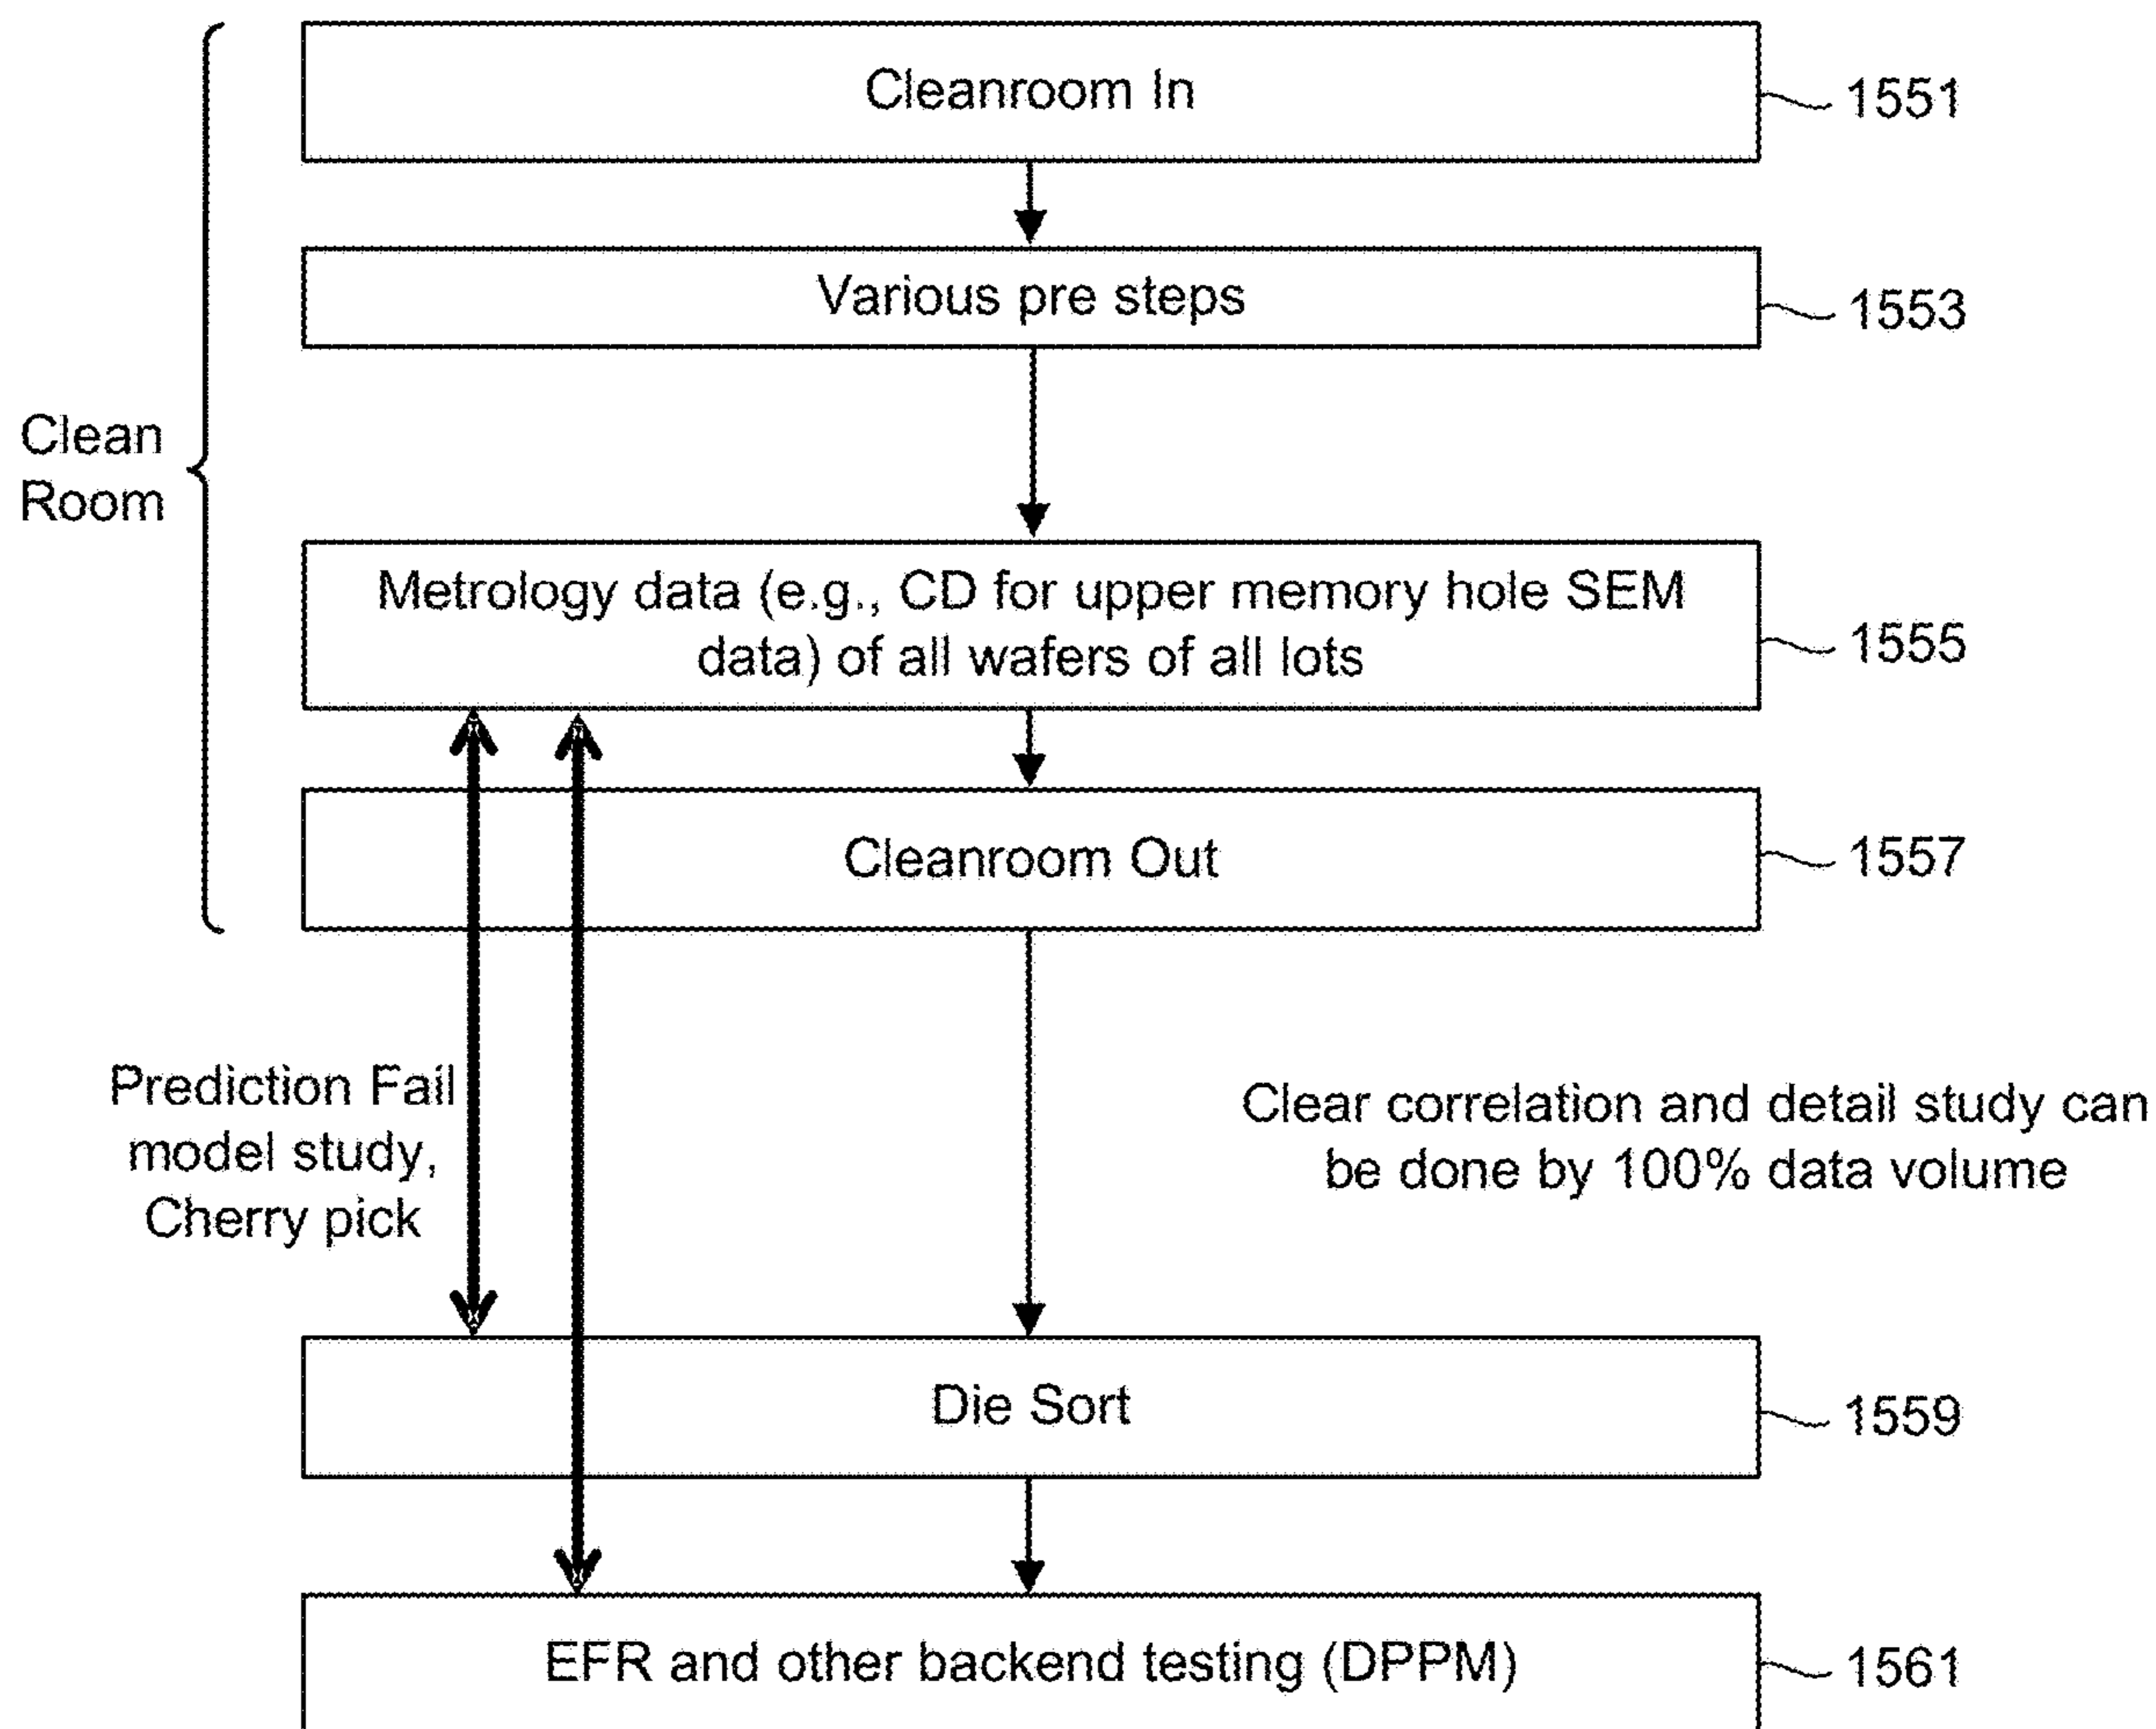 Cleanroom In
1551
Various pre steps
1553
Clean
Room
Metrology data (e.g., CD for upper memory hole SEM
data) of all wafers of all lots
1555
Cleanroom Out
1557
Prediction Fail
model study,
Cherry pick
Clear correlation and detail study can
be done by 100% data volume
Die Sort
1559
EFR and other backend testing (DPPM)
1561